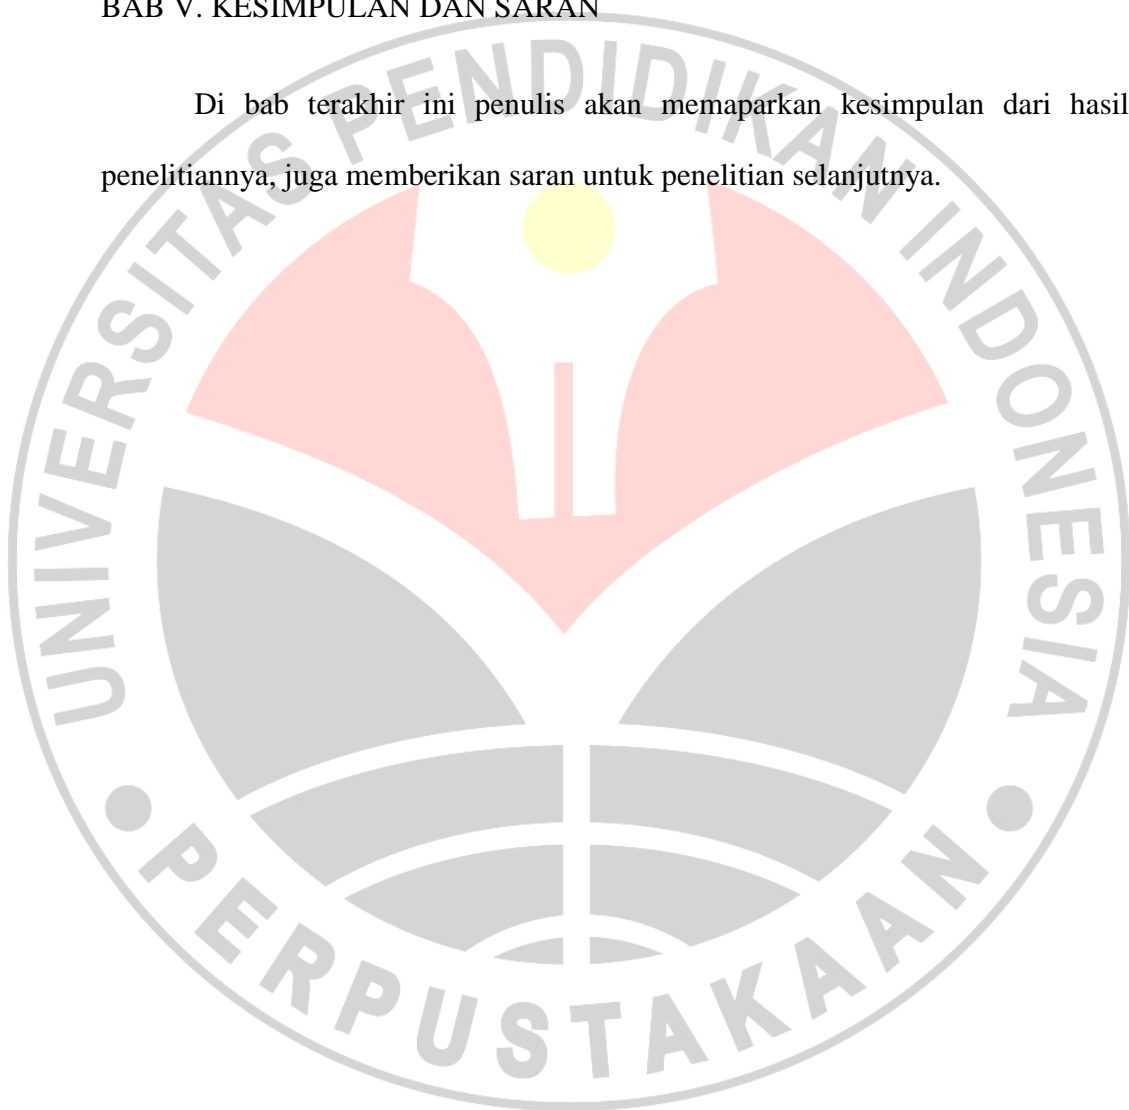 BAB V. KESIMPULAN DAN SARAN
Di bab terakhir ini penulis akan memaparkan kesimpulan dari hasil
penelitiannya, juga memberikan saran untuk penelitian selanjutnya.
UNIVERSITAS PENDIDIKAN INDONESIA
PERPUSTAKAAN